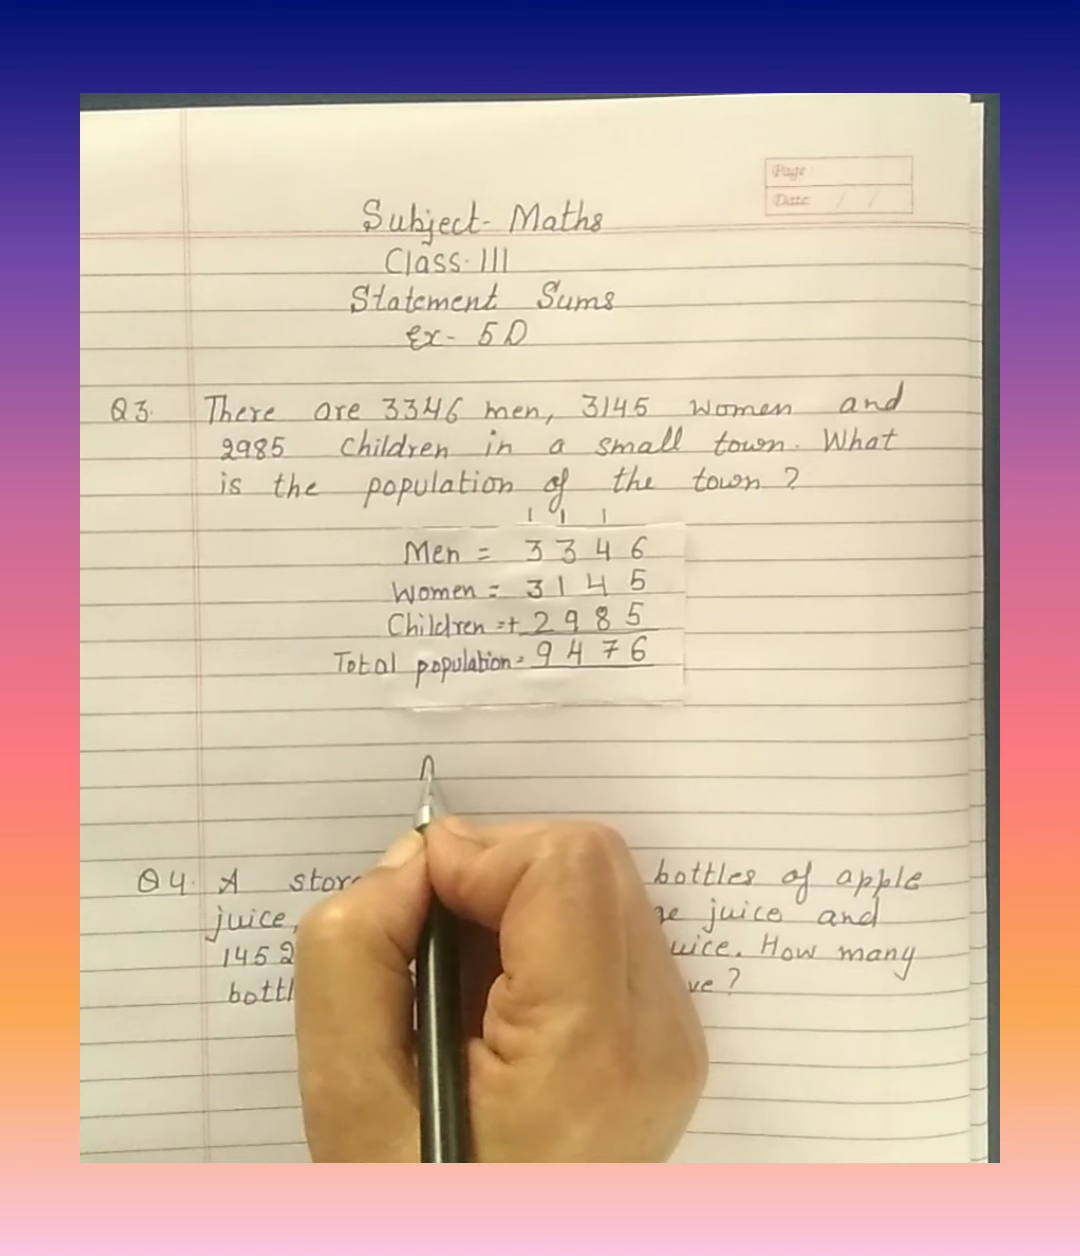 Page
Date: / /
Subject- Maths
Class-III
Statement Sums
Ex- 5D
Q3. There are 3346 men, 3145 women and
2985 children in a small town. What
is the population of the town?
1 1 1
Men = 3 3 4 6
Women = 3 1 4 5
Children =+ 2 9 8 5
Total population= 9 4 7 6
Q4. A bottles of apple
juice, juice and
1452 How many
?